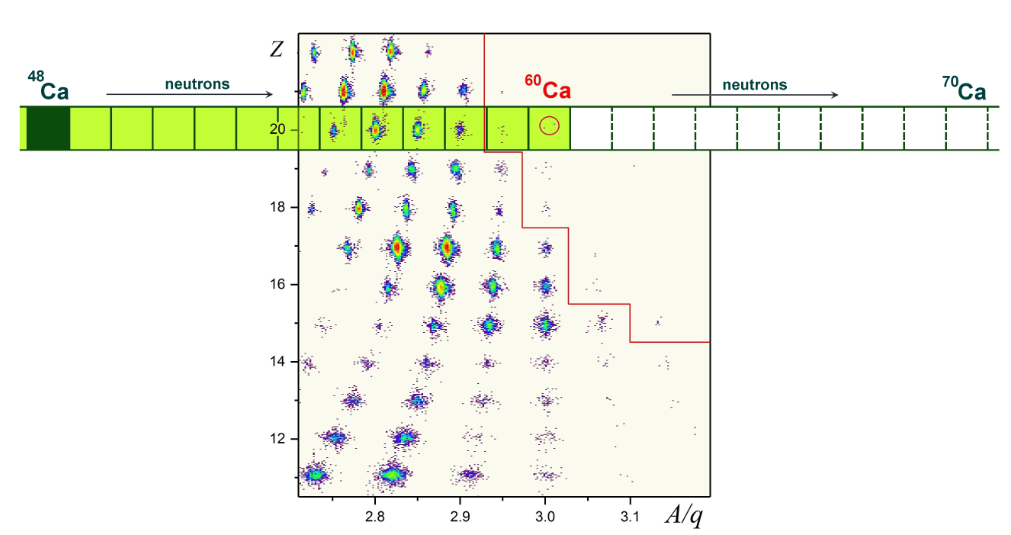 Z
48Ca
neutrons
60Ca
neutrons
70Ca
20
18
16
14
12
2.8
2.9
3.0
3.1
A/q